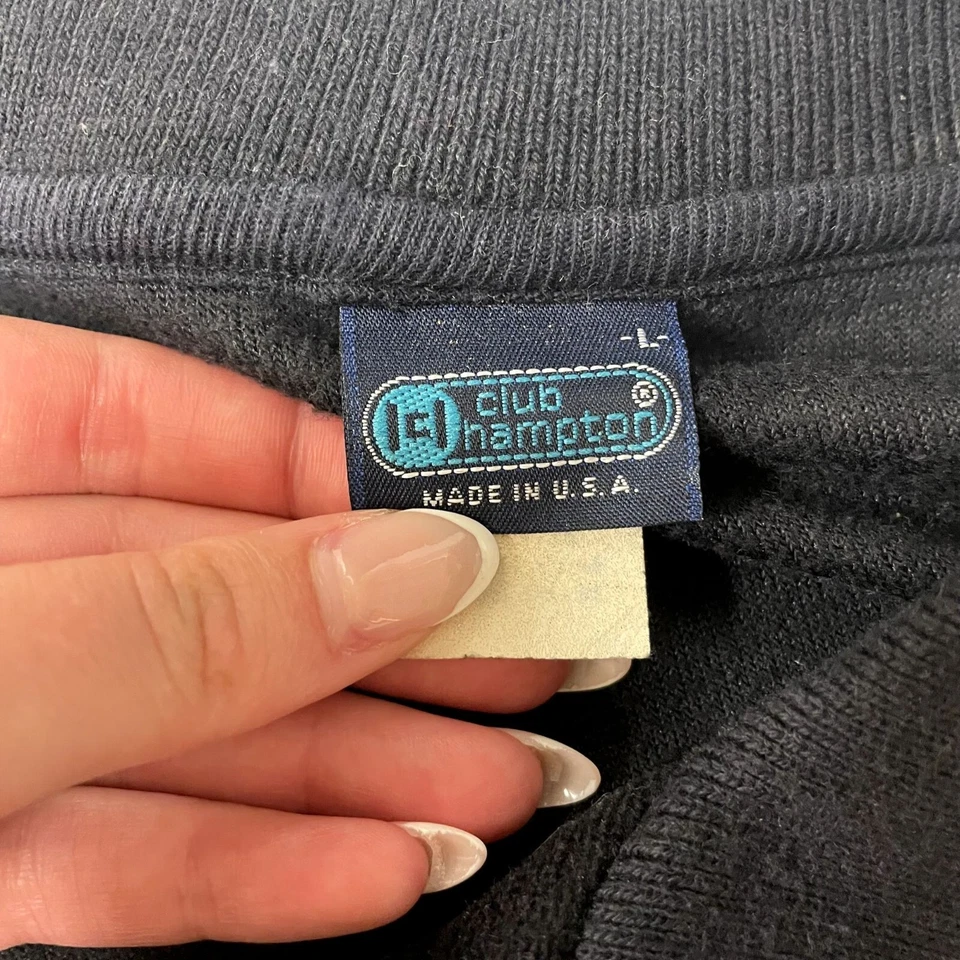 -L-
club
hampton®
MADE IN U.S.A.